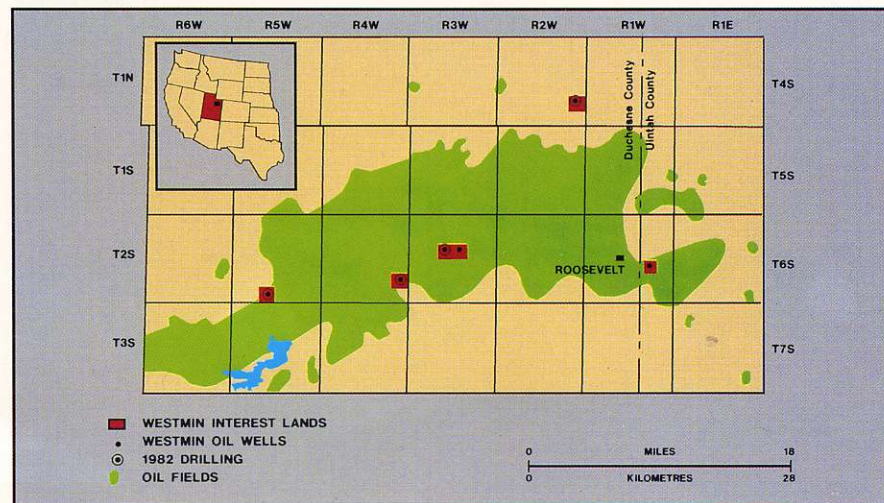 R6W R5W R4W R3W R2W R1W R1E
T1N
T4S
Duchesne County
Uintah County
T1S
T5S
T2S
T6S
ROOSEVELT
T3S
T7S
WESTMIN INTEREST LANDS
WESTMIN OIL WELLS
1982 DRILLING
OIL FIELDS
0 MILES 18
0 KILOMETRES 28